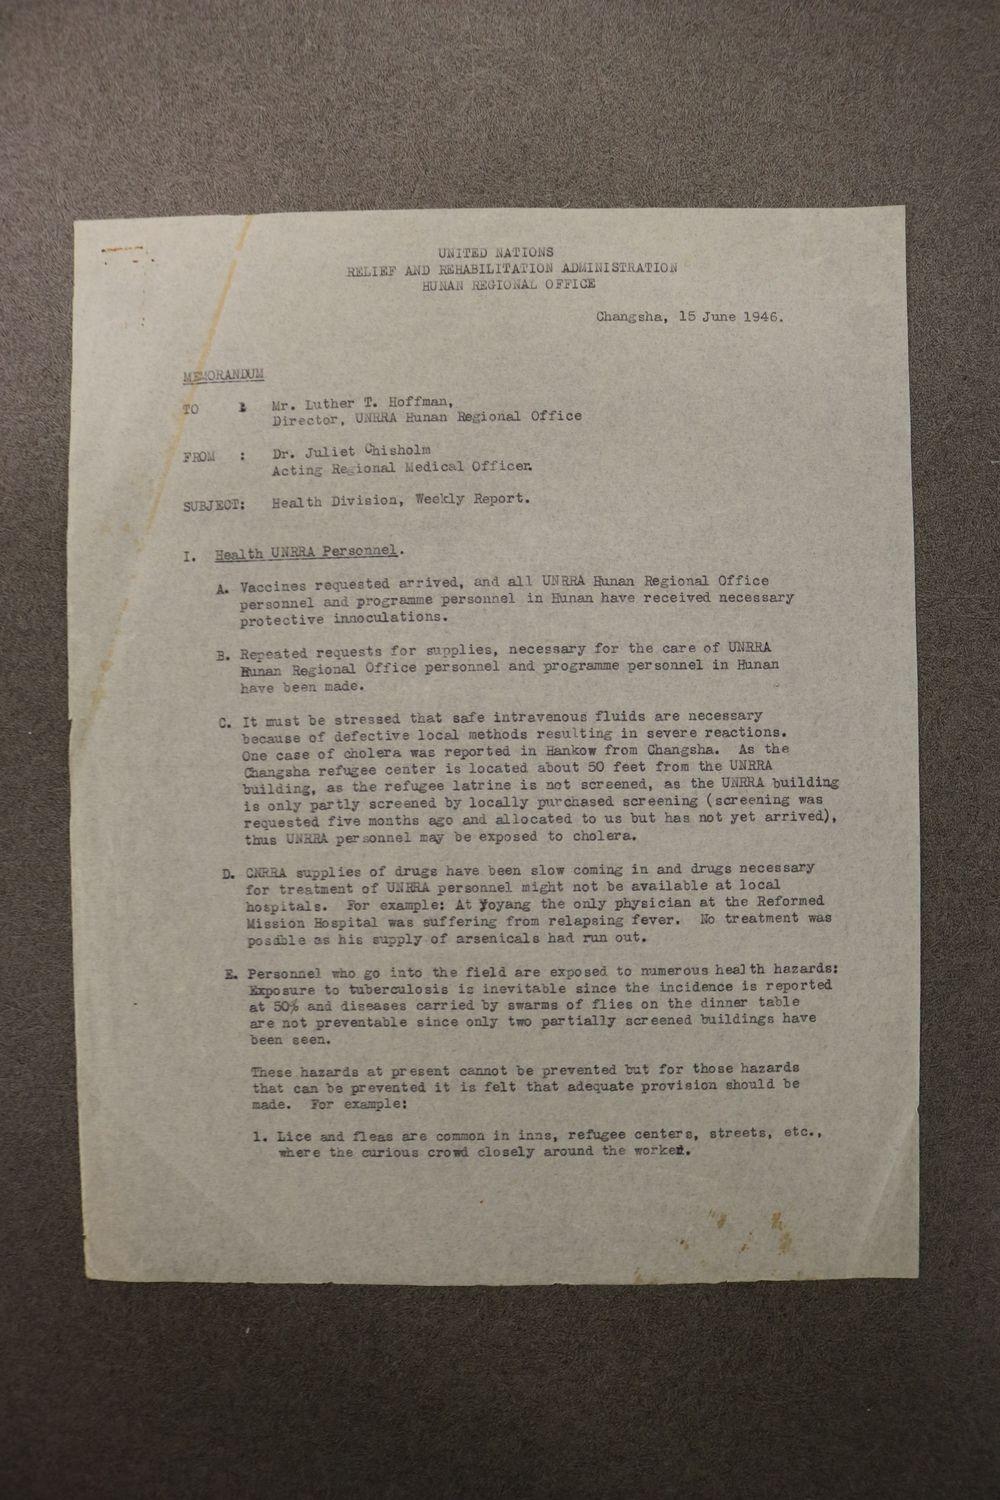 UNITED NATIONS
RELIEF AND REHABILITATION ADMINISTRATION
HUNAN REGIONAL OFFICE
Changsha, 15 June 1946.
MEMORANDUM
TO : Mr. Luther T. Hoffman,
Director, UNRRA Hunan Regional Office
FROM : Dr. Juliet Chisholm
Acting Regional Medical Officer.
SUBJECT: Health Division, Weekly Report.
I. Health UNRRA Personnel.
A. Vaccines requested arrived, and all UNRRA Hunan Regional Office
personnel and programme personnel in Hunan have received necessary
protective innoculations.
B. Repeated requests for supplies, necessary for the care of UNRRA
Hunan Regional Office personnel and programme personnel in Hunan
have been made.
C. It must be stressed that safe intravenous fluids are necessary
because of defective local methods resulting in severe reactions.
One case of cholera was reported in Hankow from Changsha. As the
Changsha refugee center is located about 50 feet from the UNRRA
building, as the refugee latrine is not screened, as the UNRRA building
is only partly screened by locally purchased screening (screening was
requested five months ago and allocated to us but has not yet arrived),
thus UNRRA personnel may be exposed to cholera.
D. CNRRA supplies of drugs have been slow coming in and drugs necessary
for treatment of UNRRA personnel might not be available at local
hospitals. For example: At Yoyang the only physician at the Reformed
Mission Hospital was suffering from relapsing fever. No treatment was
possible as his supply of arsenicals had run out.
E. Personnel who go into the field are exposed to numerous health hazards:
Exposure to tuberculosis is inevitable since the incidence is reported
at 50% and diseases carried by swarms of flies on the dinner table
are not preventable since only two partially screened buildings have
been seen.
These hazards at present cannot be prevented but for those hazards
that can be prevented it is felt that adequate provision should be
made. For example:
1. Lice and fleas are common in inns, refugee centers, streets, etc.,
where the curious crowd closely around the worker.